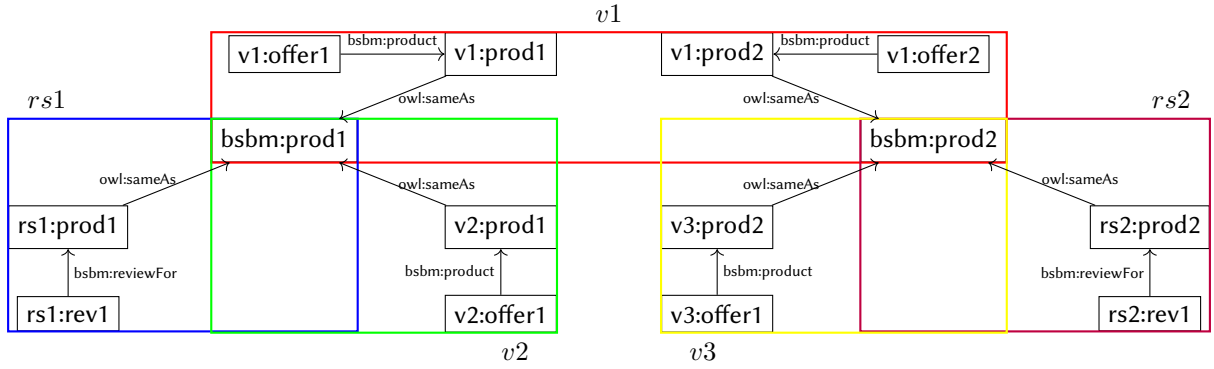 v1
v1:offer1 bsbm:product v1:prod1 v1:prod2 bsbm:product v1:offer2
rs1 owl:sameAs owl:sameAs rs2
bsbm:prod1 bsbm:prod2
owl:sameAs owl:sameAs owl:sameAs owl:sameAs
rs1:prod1 v2:prod1 v3:prod2 rs2:prod2
bsbm:reviewFor bsbm:product bsbm:product bsbm:reviewFor
rs1:rev1 v2:offer1 v3:offer1 rs2:rev1
v2 v3